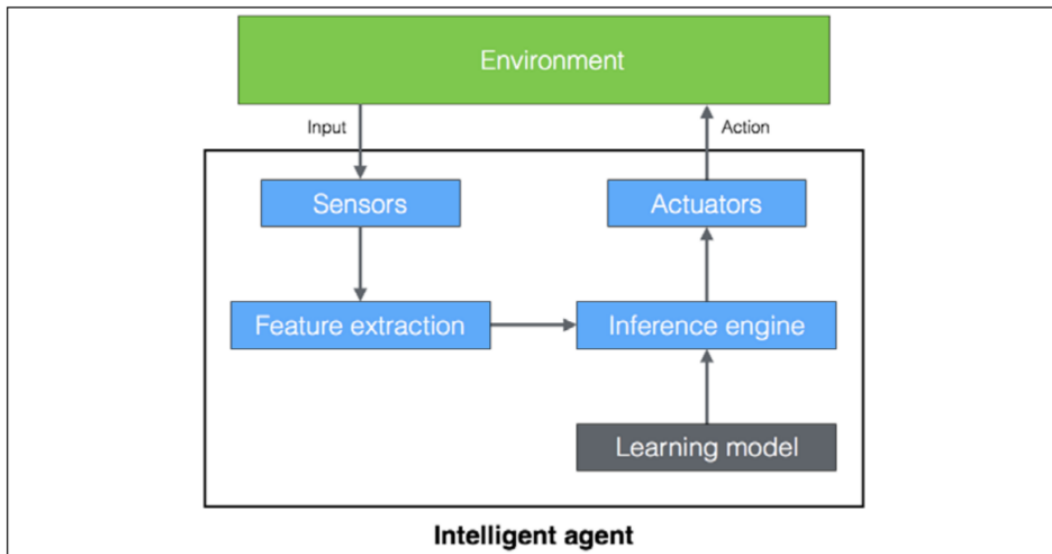 Environment
Input
Action
Sensors
Actuators
Feature extraction
Inference engine
Learning model
Intelligent agent